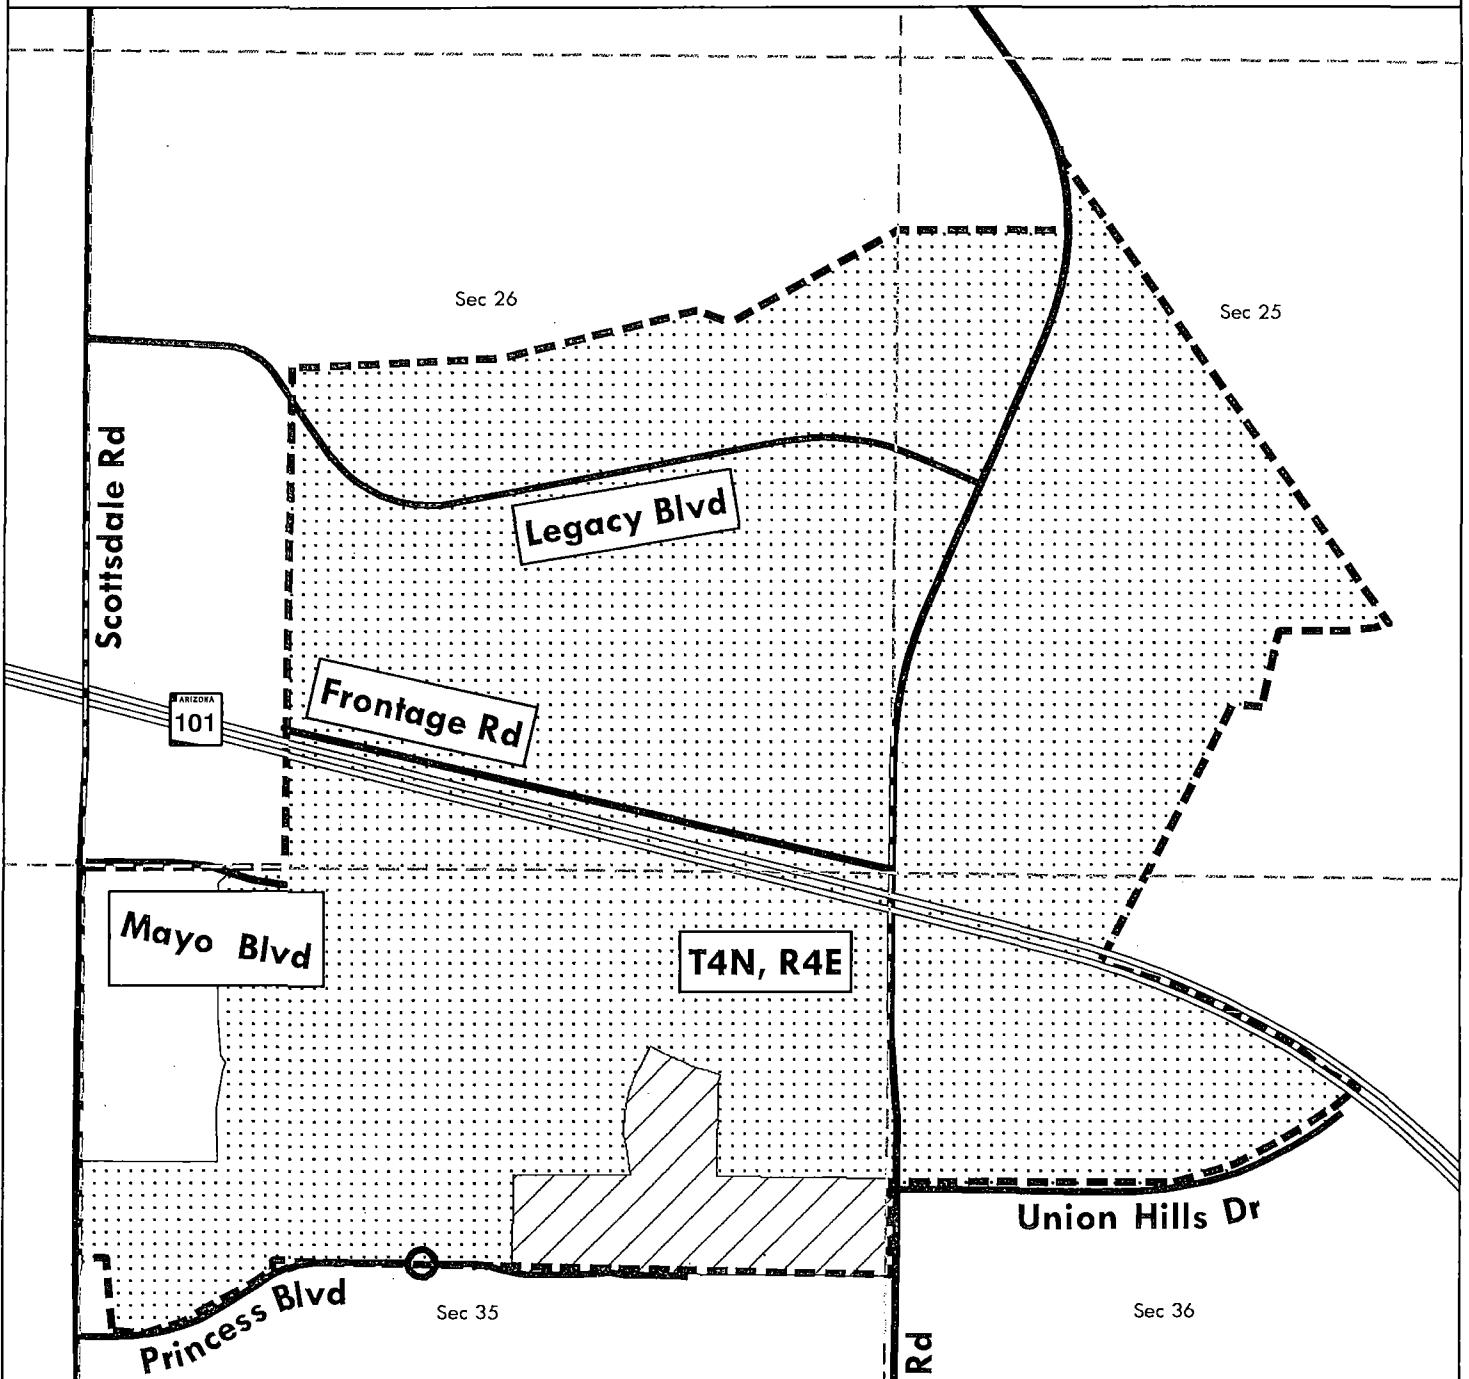 Sec 26
Sec 25
Scottsdale Rd
Legacy Blvd
Frontage Rd
ARIZONA
101
Mayo Blvd
T4N, R4E
Union Hills Dr
Princess Blvd
Sec 35
Sec 36
Rd